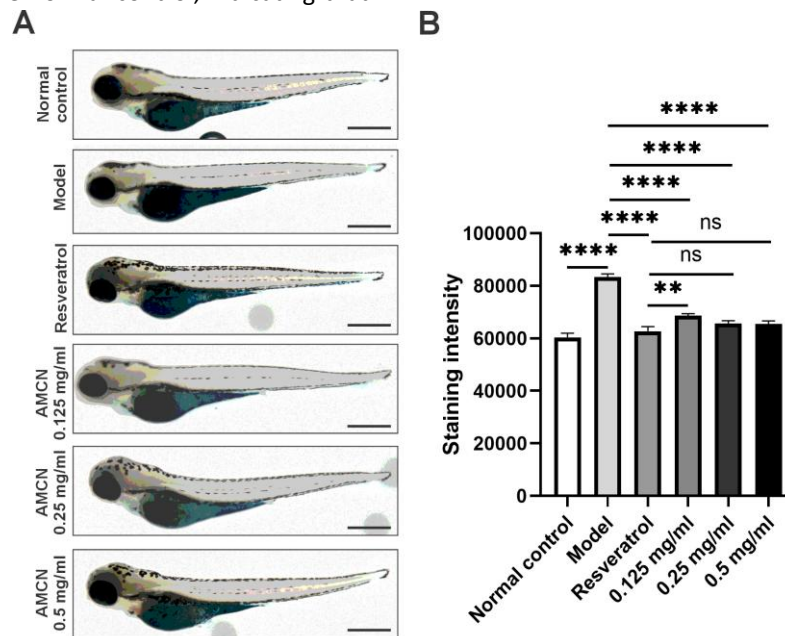 A
Normal
control
Model
Resveratrol
AMCN
0.125 mg/ml
AMCN
0.25 mg/ml
AMCN
0.5 mg/ml
B
****
****
****
**** ****
ns
ns
**
Staining intensity
100000
80000
60000
40000
20000
0
Normal control
Model
Resveratrol
0.125 mg/ml
0.25 mg/ml
0.5 mg/ml